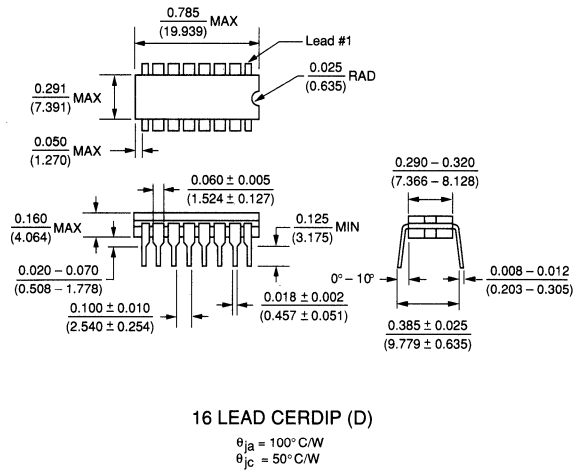 0.785
(19.939)
MAX
Lead #1
0.025
(0.635)
RAD
0.291
(7.391)
MAX
0.050
(1.270)
MAX
0.060 ± 0.005
(1.524 ± 0.127)
0.290 – 0.320
(7.366 – 8.128)
0.160
(4.064)
MAX
0.125
(3.175)
MIN
0.020 – 0.070
(0.508 – 1.778)
0.100 ± 0.010
(2.540 ± 0.254)
0.018 ± 0.002
(0.457 ± 0.051)
0° – 10°
0.008 – 0.012
(0.203 – 0.305)
0.385 ± 0.025
(9.779 ± 0.635)
16 LEAD CERDIP (D)
θja = 100° C/W
θjc = 50° C/W